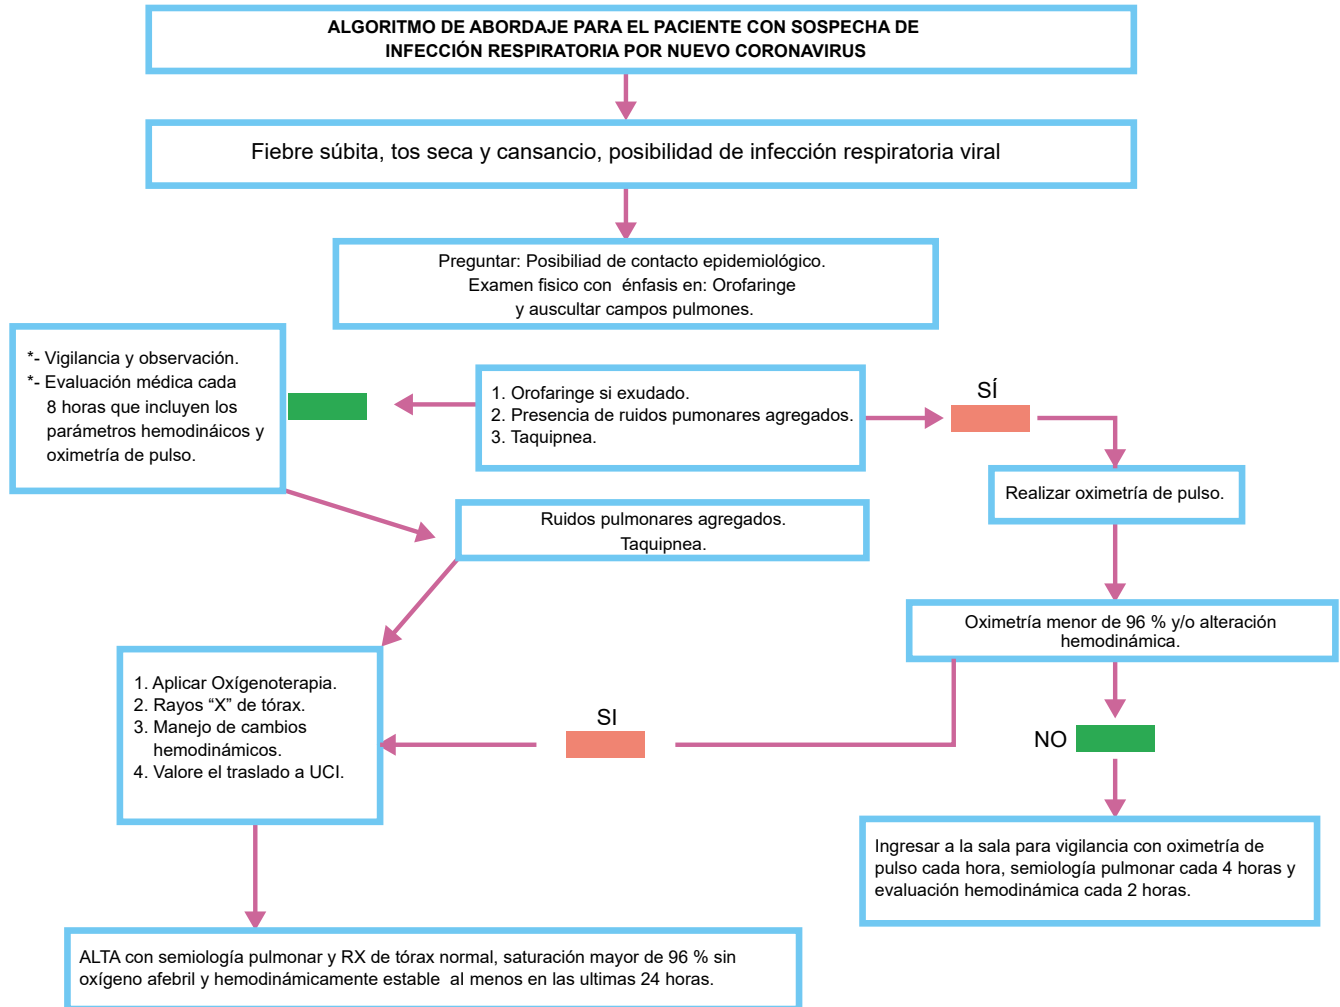 ALGORITMO DE ABORDAJE PARA EL PACIENTE CON SOSPECHA DE
INFECCIÓN RESPIRATORIA POR NUEVO CORONAVIRUS
Fiebre súbita, tos seca y cansancio, posibilidad de infección respiratoria viral
Preguntar: Posibiliad de contacto epidemiológico.
Examen fisico con énfasis en: Orofaringe
y auscultar campos pulmones.
*- Vigilancia y observación.
*- Evaluación médica cada
8 horas que incluyen los
parámetros hemodináicos y
oximetría de pulso.
1. Orofaringe si exudado.
2. Presencia de ruidos pumonares agregados.
3. Taquipnea.
SÍ
Realizar oximetría de pulso.
Ruidos pulmonares agregados.
Taquipnea.
Oximetría menor de 96 % y/o alteración
hemodinámica.
1. Aplicar Oxígenoterapia.
2. Rayos “X” de tórax.
3. Manejo de cambios
hemodinámicos.
4. Valore el traslado a UCI.
SI
NO
Ingresar a la sala para vigilancia con oximetría de
pulso cada hora, semiología pulmonar cada 4 horas y
evaluación hemodinámica cada 2 horas.
ALTA con semiología pulmonar y RX de tórax normal, saturación mayor de 96 % sin
oxígeno afebril y hemodinámicamente estable al menos en las ultimas 24 horas.